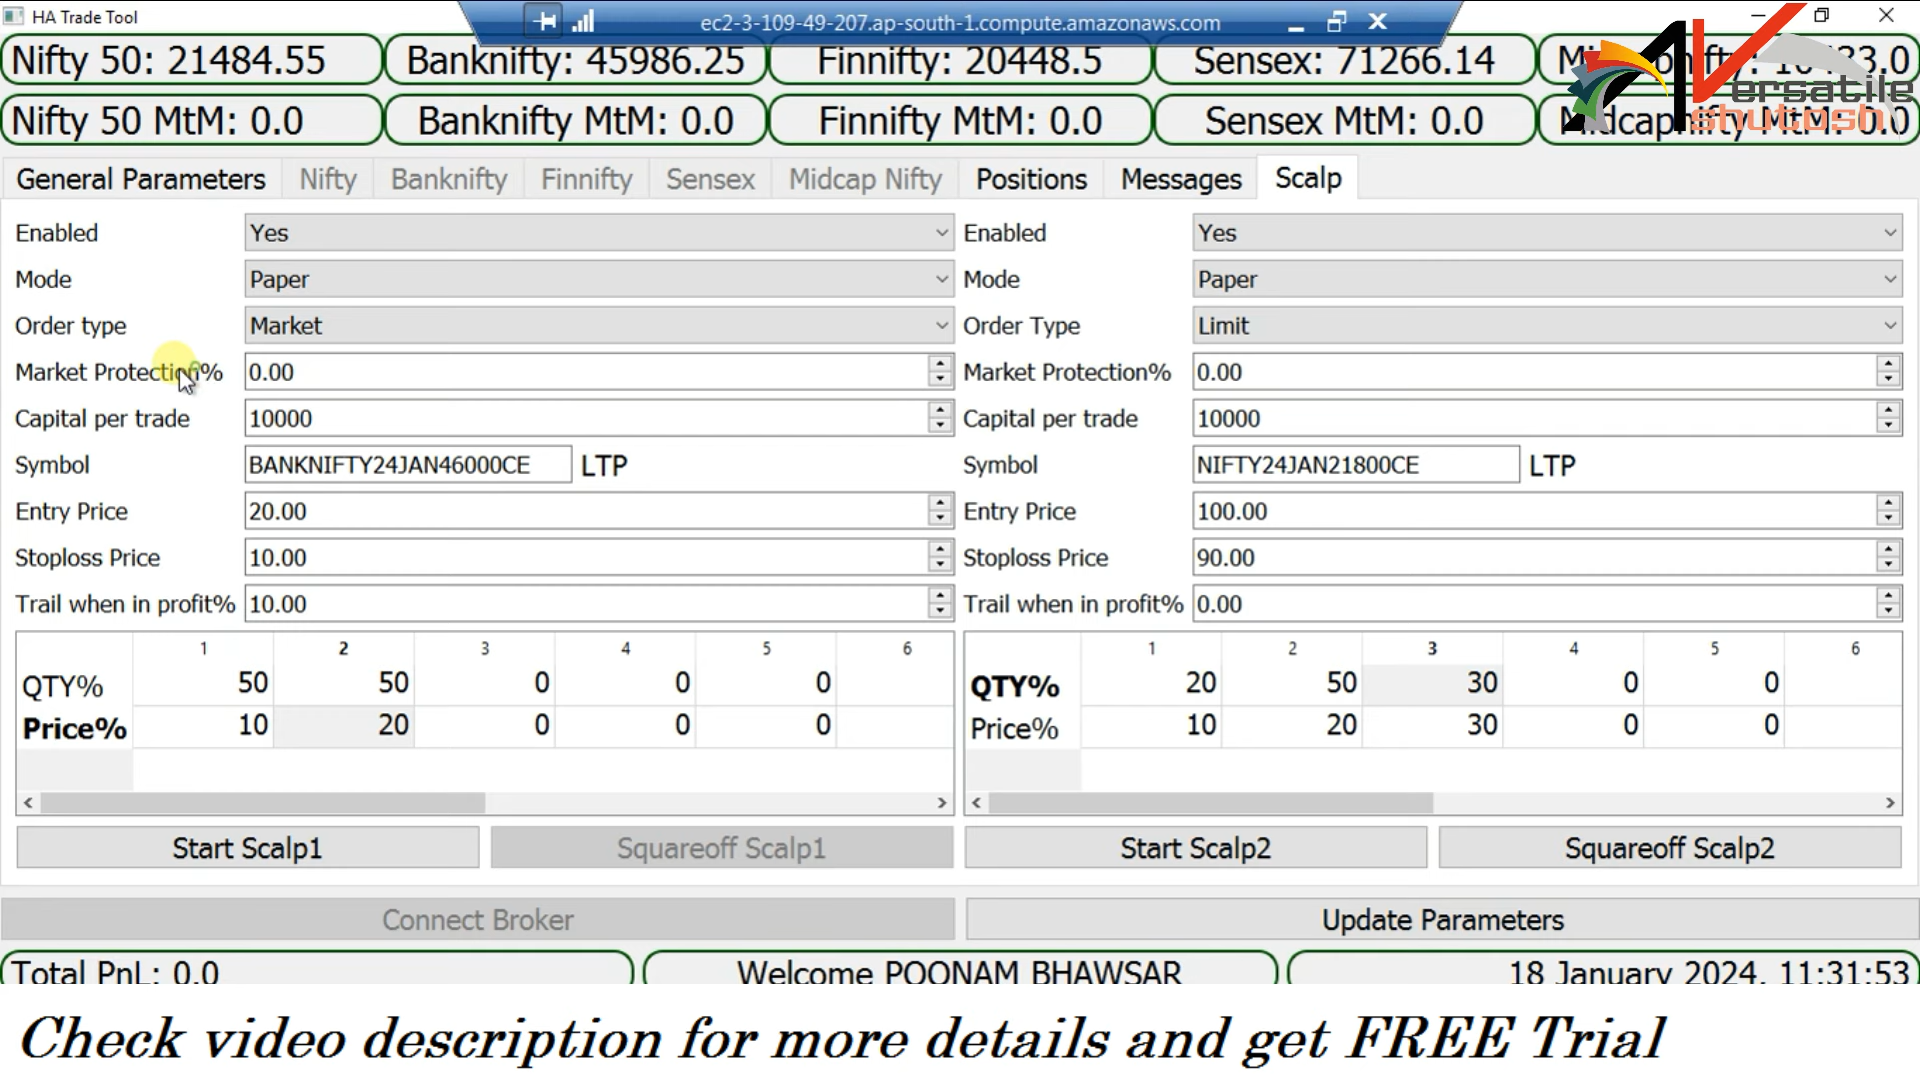 HA Trade Tool
ec2-3-109-49-207.ap-south-1.compute.amazonaws.com
Nifty 50: 21484.55 Banknifty: 45986.25 Finnifty: 20448.5 Sensex: 71266.14
Nifty 50 MtM: 0.0 Banknifty MtM: 0.0 Finnifty MtM: 0.0 Sensex MtM: 0.0 Midcapnifty MtM: 0.0
AVersatile
shutosh
General Parameters Nifty Banknifty Finnifty Sensex Midcap Nifty Positions Messages Scalp
Enabled Yes Enabled Yes
Mode Paper Mode Paper
Order type Market Order Type Limit
Market Protection% 0.00 Market Protection% 0.00
Capital per trade 10000 Capital per trade 10000
Symbol BANKNIFTY24JAN46000CE LTP Symbol NIFTY24JAN21800CE LTP
Entry Price 20.00 Entry Price 100.00
Stoploss Price 10.00 Stoploss Price 90.00
Trail when in profit% 10.00 Trail when in profit% 0.00
1 2 3 4 5 6 1 2 3 4 5 6
QTY% 50 50 0 0 0 QTY% 20 50 30 0 0
Price% 10 20 0 0 0 Price% 10 20 30 0 0
Start Scalp1 Squareoff Scalp1 Start Scalp2 Squareoff Scalp2
Connect Broker Update Parameters
Total PnL: 0.0 Welcome POONAM BHAWSAR 18 January 2024, 11:31:53
Check video description for more details and get FREE Trial